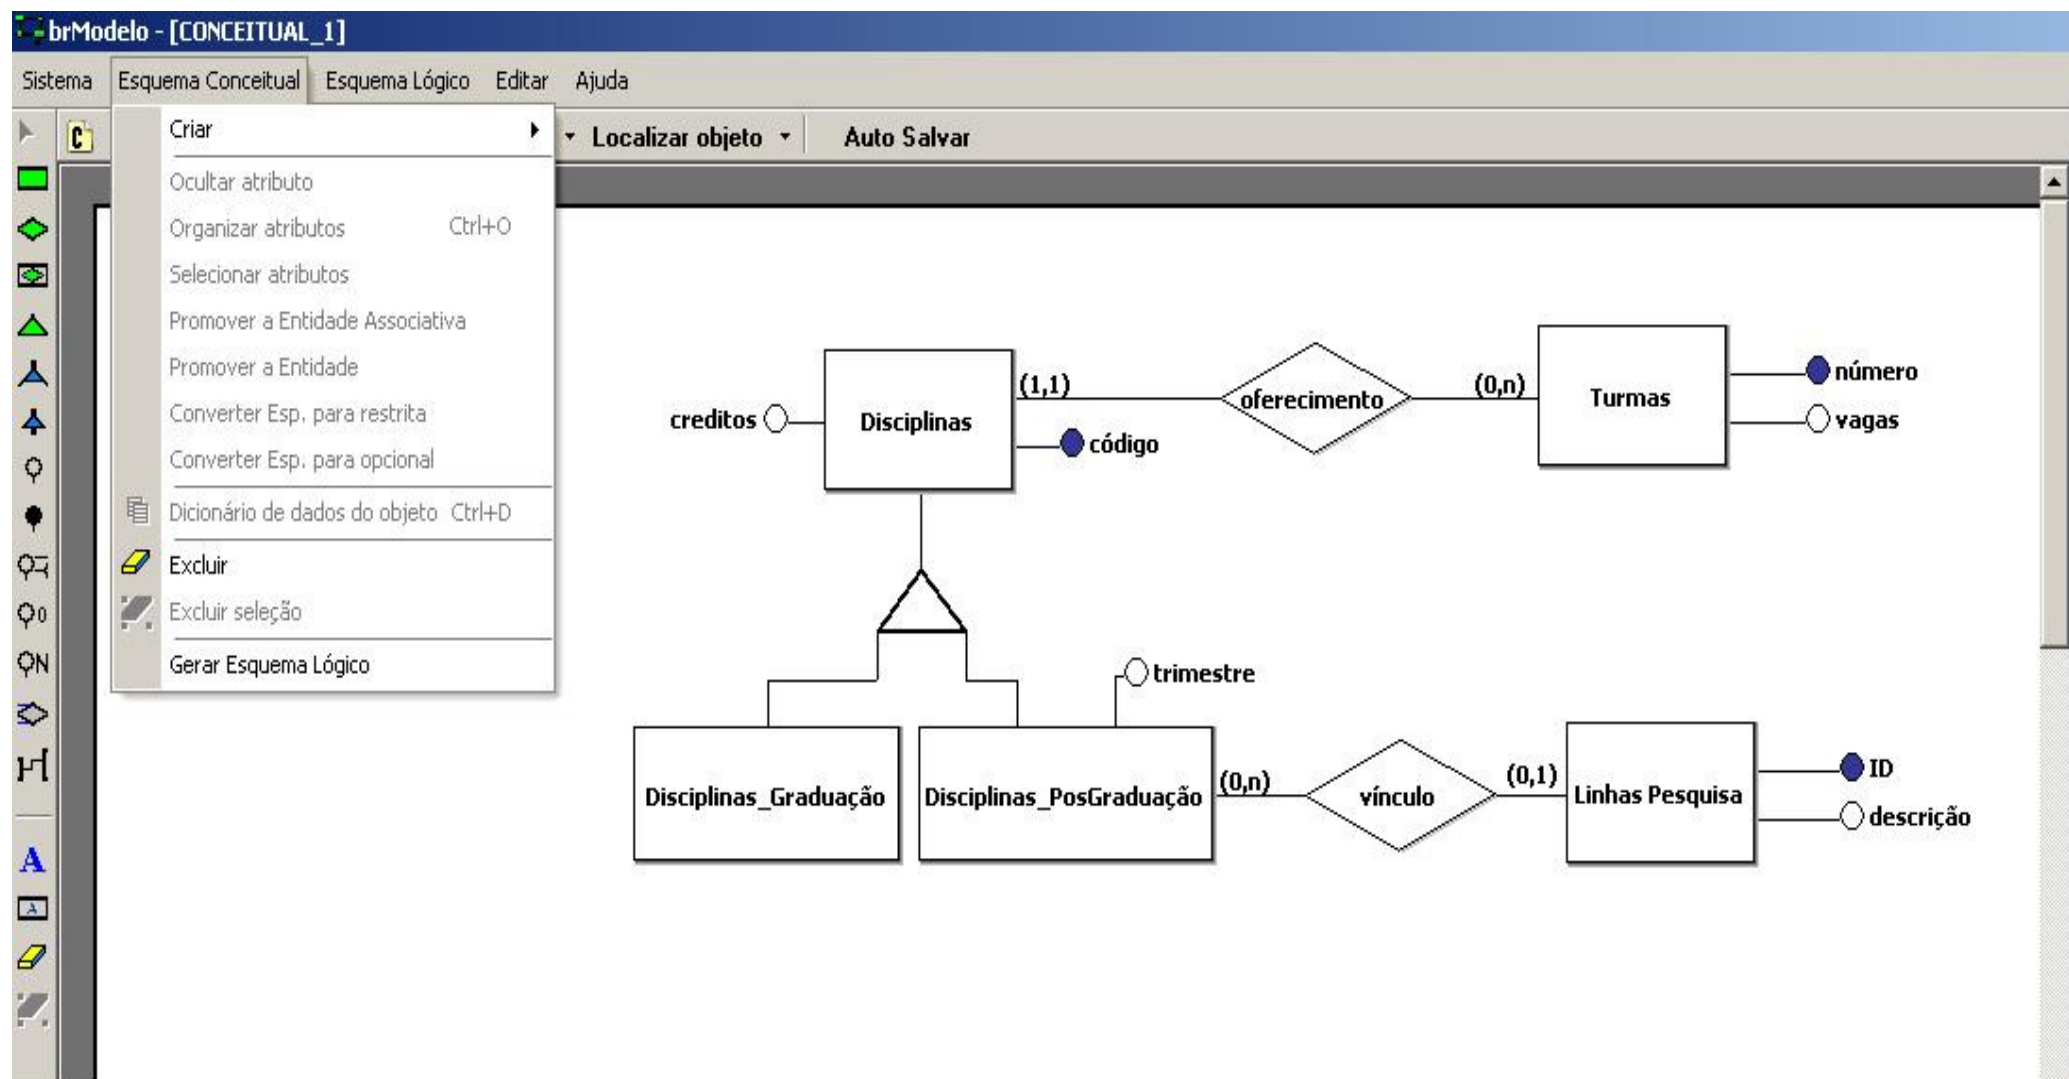 brModelo - [CONCEITUAL_1]
Sistema Esquema Conceitual Esquema Lógico Editar Ajuda
C Localizar objeto Auto Salvar
Criar
Ocultar atributo
Organizar atributos Ctrl+O
Selecionar atributos
Promover a Entidade Associativa
Promover a Entidade
Converter Esp. para restrita
Converter Esp. para opcional
Dicionário de dados do objeto Ctrl+D
Excluir
Excluir seleção
Gerar Esquema Lógico
0
N
A
A
creditos
Disciplinas
(1,1)
código
oferecimento
(0,n)
Turmas
número
vagas
trimestre
Disciplinas_Graduação
Disciplinas_PosGraduação
(0,n)
vínculo
(0,1)
Linhas Pesquisa
ID
descrição